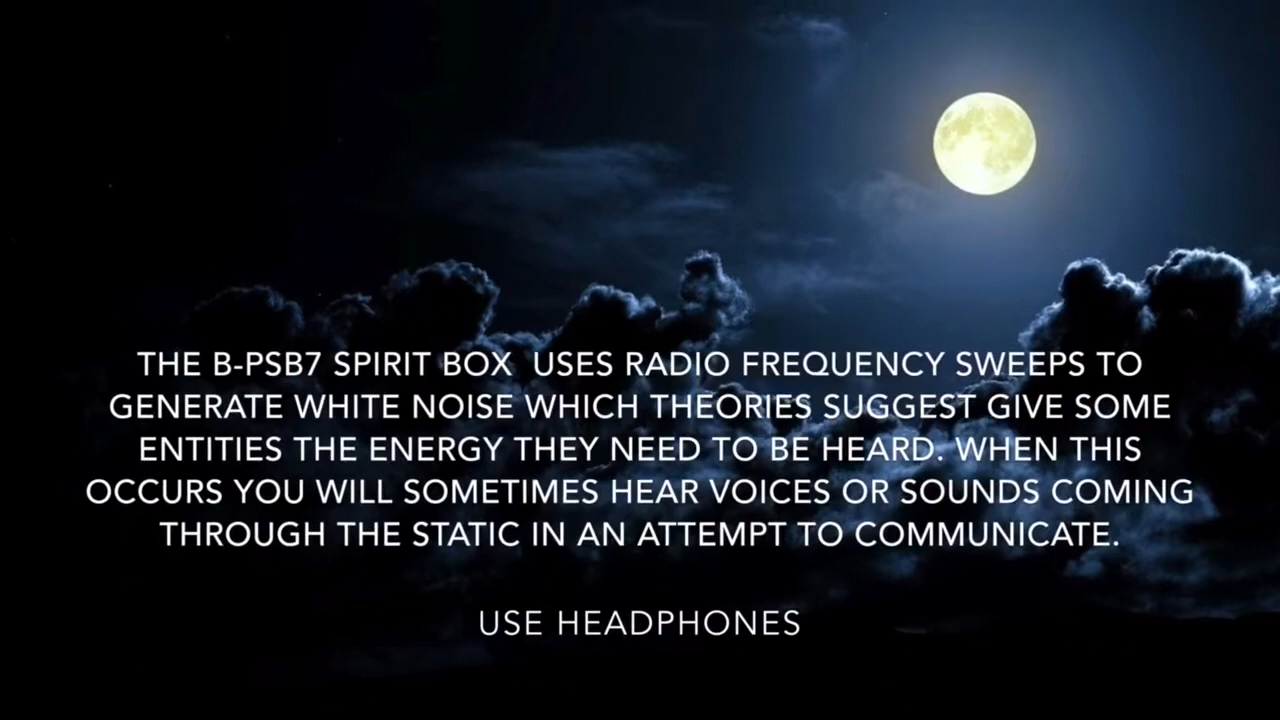 THE B-PSB7 SPIRIT BOX  USES RADIO FREQUENCY SWEEPS TO
GENERATE WHITE NOISE WHICH THEORIES SUGGEST GIVE SOME
ENTITIES THE ENERGY THEY NEED TO BE HEARD. WHEN THIS
OCCURS YOU WILL SOMETIMES HEAR VOICES OR SOUNDS COMING
THROUGH THE STATIC IN AN ATTEMPT TO COMMUNICATE.
USE HEADPHONES